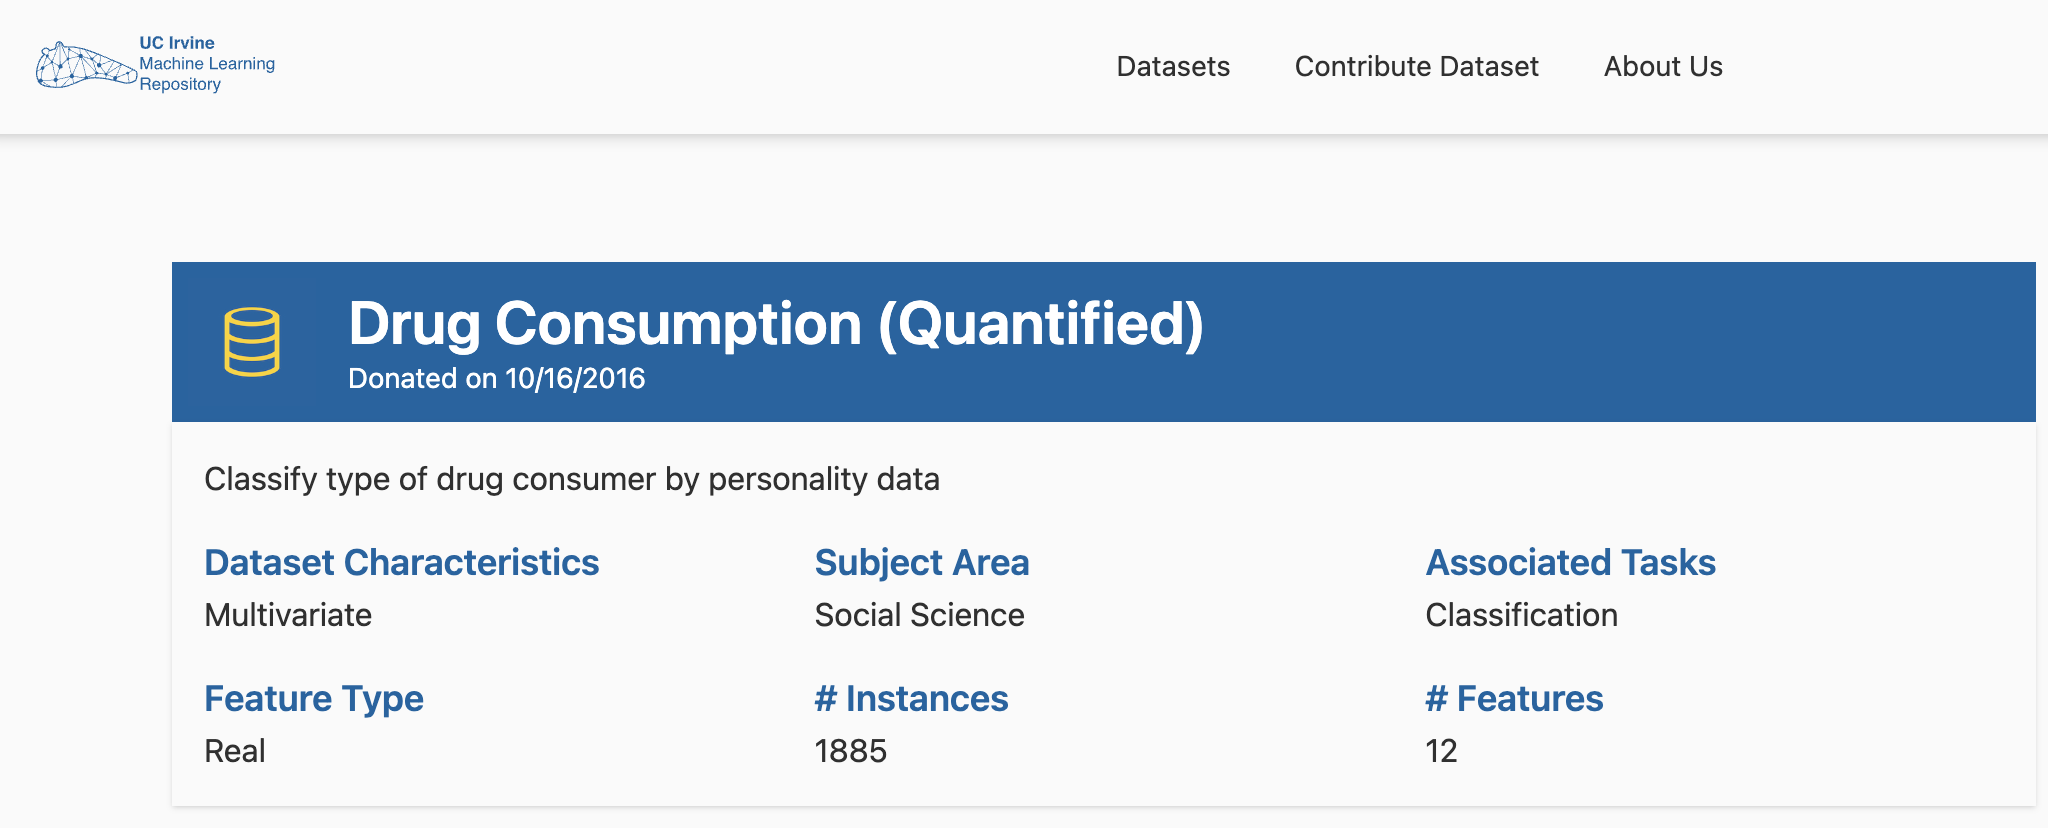 UC Irvine
Machine Learning
Repository
Datasets Contribute Dataset About Us
Drug Consumption (Quantified)
Donated on 10/16/2016
Classify type of drug consumer by personality data
Dataset Characteristics Subject Area Associated Tasks
Multivariate Social Science Classification
Feature Type # Instances # Features
Real 1885 12